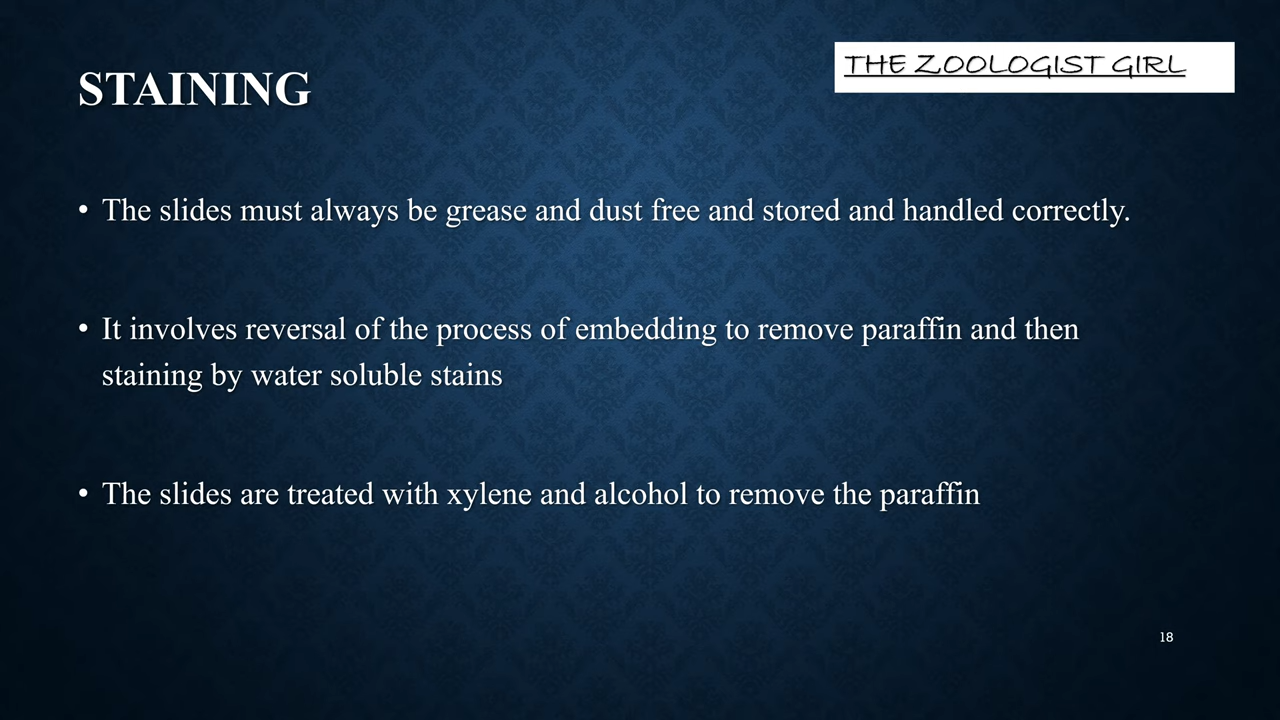 STAINING
THE ZOOLOGIST GIRL
• The slides must always be grease and dust free and stored and handled correctly.
• It involves reversal of the process of embedding to remove paraffin and then
staining by water soluble stains
• The slides are treated with xylene and alcohol to remove the paraffin
18